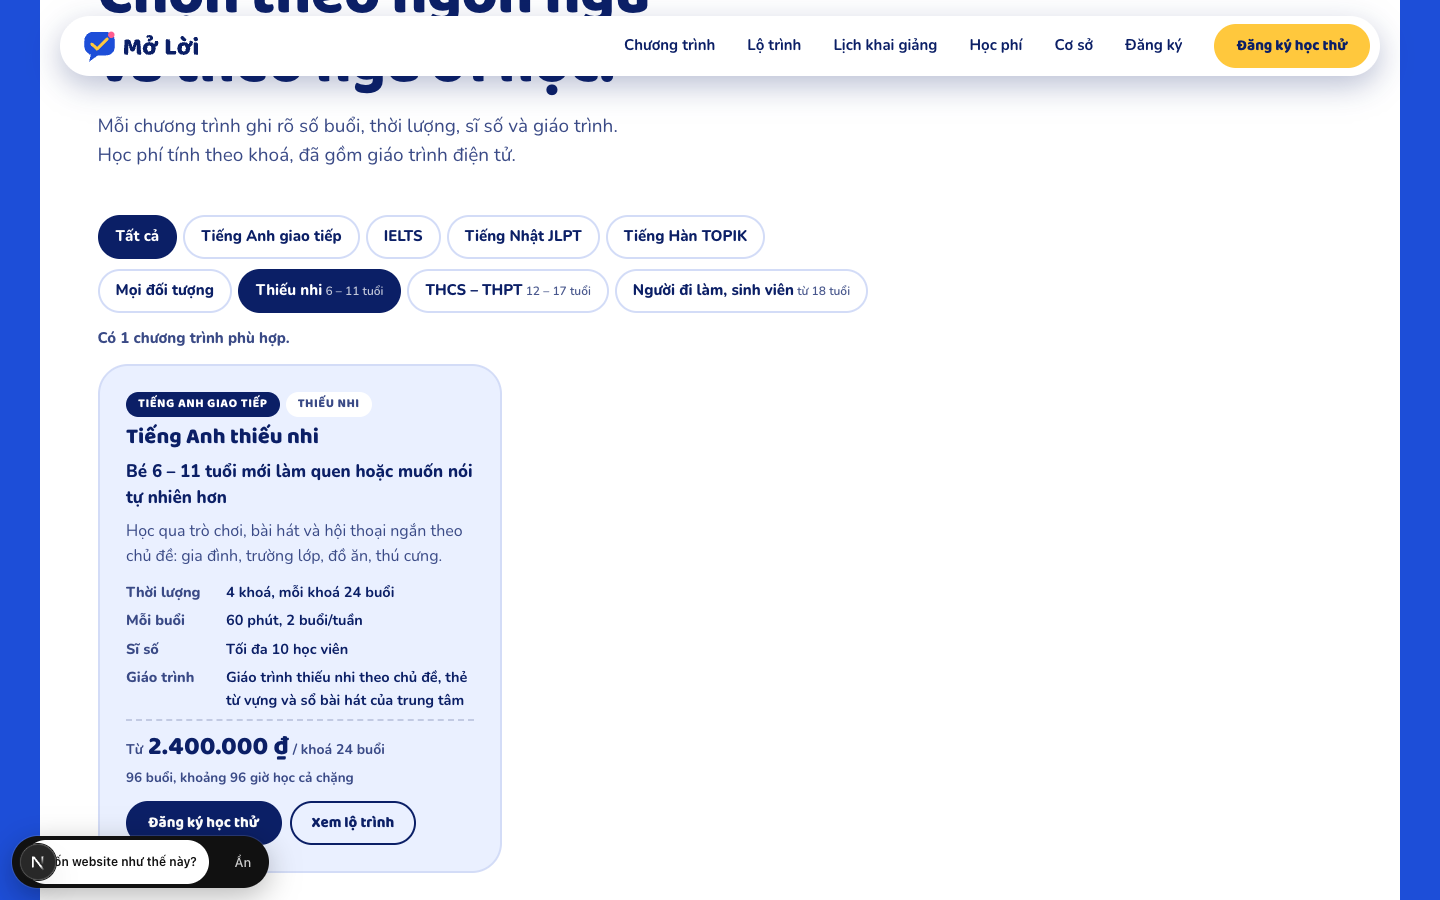 Chọn theo ngôn ngữ
Mở Lời
Chương trình
Lộ trình
Lịch khai giảng
Học phí
Cơ sở
Đăng ký
Đăng ký học thử
Mỗi chương trình ghi rõ số buổi, thời lượng, sĩ số và giáo trình.
Học phí tính theo khoá, đã gồm giáo trình điện tử.
Tất cả
Tiếng Anh giao tiếp
IELTS
Tiếng Nhật JLPT
Tiếng Hàn TOPIK
Mọi đối tượng
Thiếu nhi 6 – 11 tuổi
THCS – THPT 12 – 17 tuổi
Người đi làm, sinh viên từ 18 tuổi
Có 1 chương trình phù hợp.
TIẾNG ANH GIAO TIẾP
THIẾU NHI
Tiếng Anh thiếu nhi
Bé 6 – 11 tuổi mới làm quen hoặc muốn nói
tự nhiên hơn
Học qua trò chơi, bài hát và hội thoại ngắn theo
chủ đề: gia đình, trường lớp, đồ ăn, thú cưng.
Thời lượng 4 khoá, mỗi khoá 24 buổi
Mỗi buổi 60 phút, 2 buổi/tuần
Sĩ số Tối đa 10 học viên
Giáo trình Giáo trình thiếu nhi theo chủ đề, thẻ
từ vựng và sổ bài hát của trung tâm
Từ 2.400.000 ₫ / khoá 24 buổi
96 buổi, khoảng 96 giờ học cả chặng
Đăng ký học thử
Xem lộ trình
website như thế này?
Ẩn